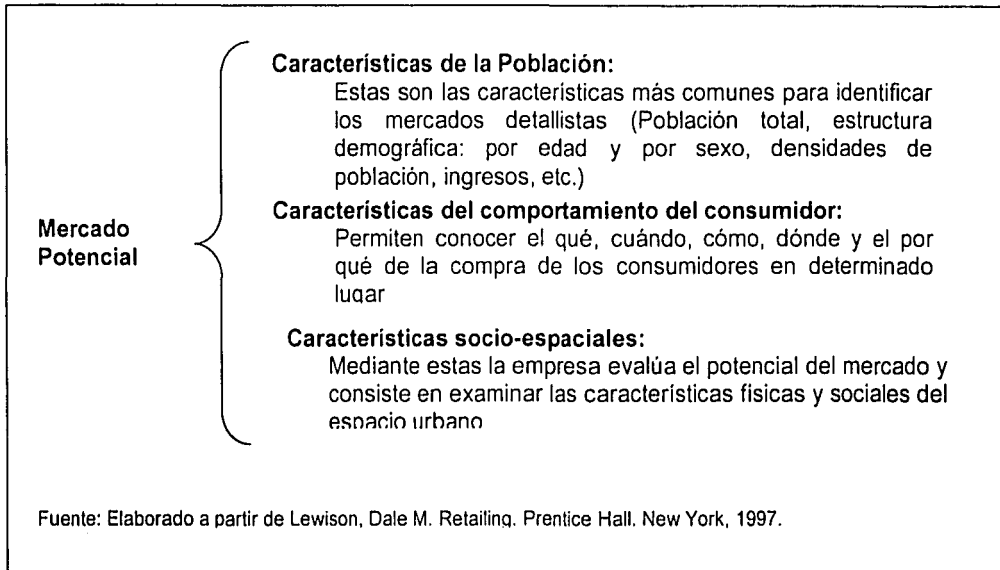 Características de la Población:
Estas son las características más comunes para identificar
los mercados detallistas (Población total, estructura
demográfica: por edad y por sexo, densidades de
población, ingresos, etc.)
Características del comportamiento del consumidor:
Mercado
Potencial
Permiten conocer el qué, cuándo, cómo, dónde y el por
qué de la compra de los consumidores en determinado
lugar
Características socio-espaciales:
Mediante estas la empresa evalúa el potencial del mercado y
consiste en examinar las características físicas y sociales del
espacio urbano
Fuente: Elaborado a partir de Lewison, Dale M. Retailing. Prentice Hall. New York, 1997.